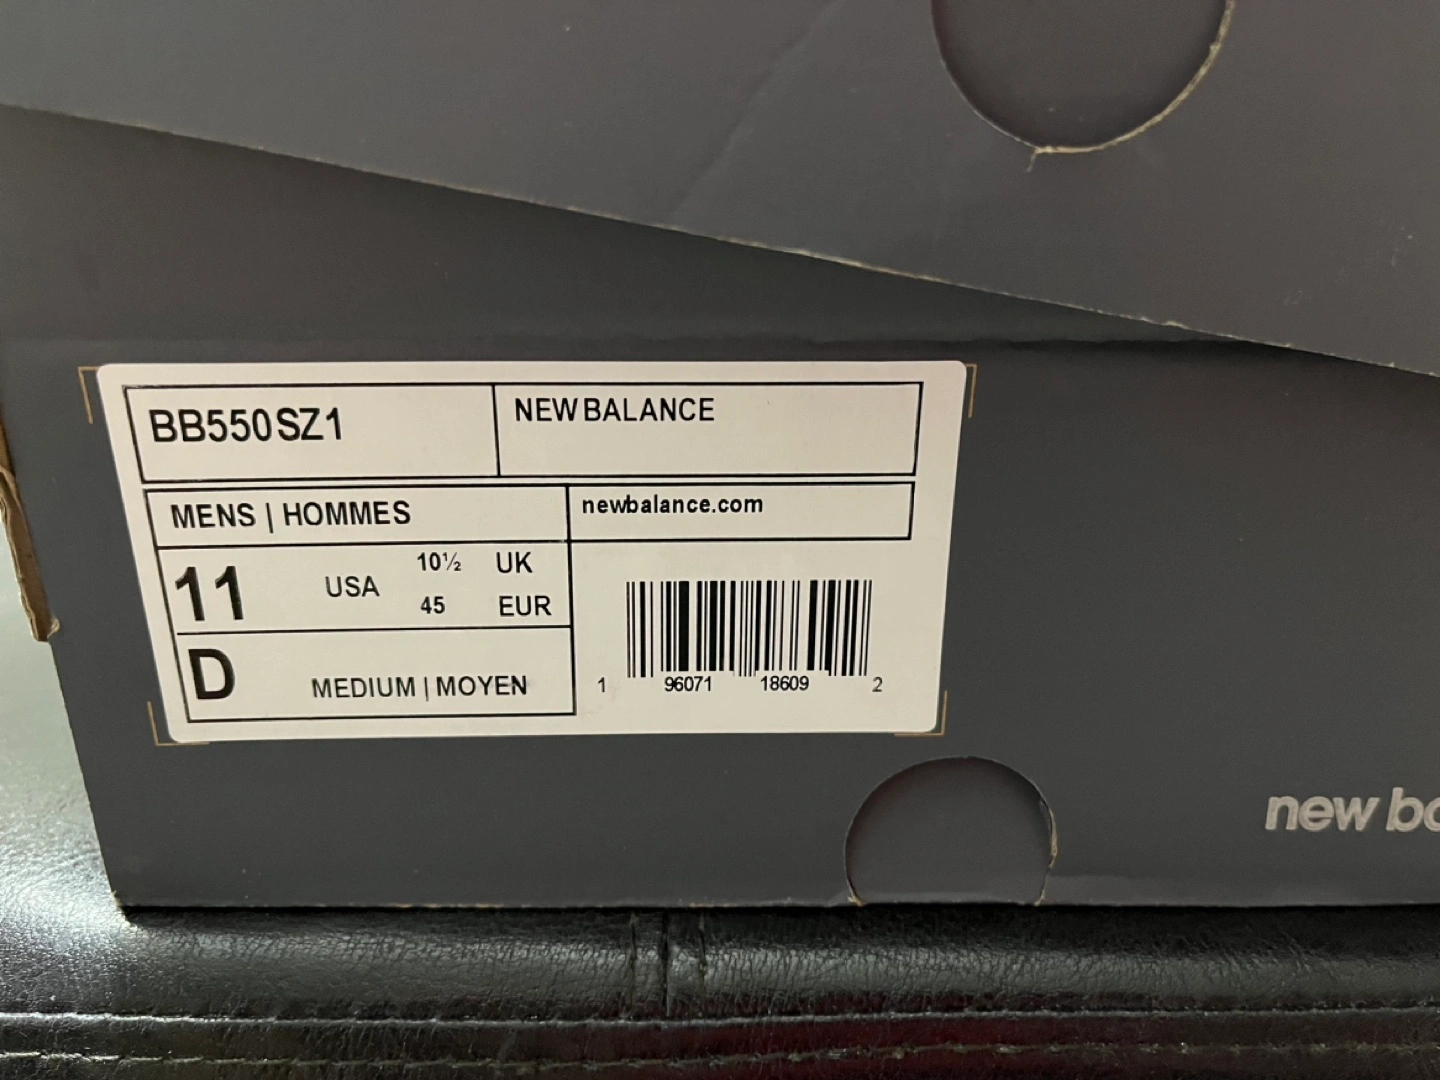 BB550SZ1
NEW BALANCE
MENS | HOMMES
newbalance.com
11 USA 10½ UK
45 EUR
D MEDIUM | MOYEN
1 96071 18609 2
new ba